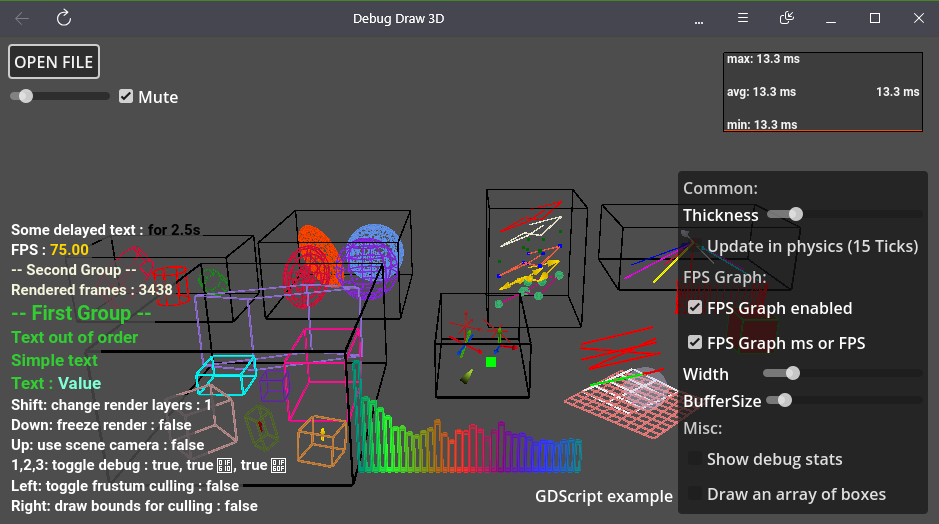 Debug Draw 3D
OPEN FILE
Mute
max: 13.3 ms
avg: 13.3 ms
13.3 ms
min: 13.3 ms
Some delayed text : for 2.5s
FPS : 75.00
-- Second Group --
Rendered frames : 3438
-- First Group --
Text out of order
Simple text
Text : Value
Shift: change render layers : 1
Down: freeze render : false
Up: use scene camera : false
1,2,3: toggle debug : true, true , true
Left: toggle frustum culling : false
Right: draw bounds for culling : false
GDScript example
Common:
Thickness
Update in physics (15 Ticks)
FPS Graph:
FPS Graph enabled
FPS Graph ms or FPS
Width
BufferSize
Misc:
Show debug stats
Draw an array of boxes